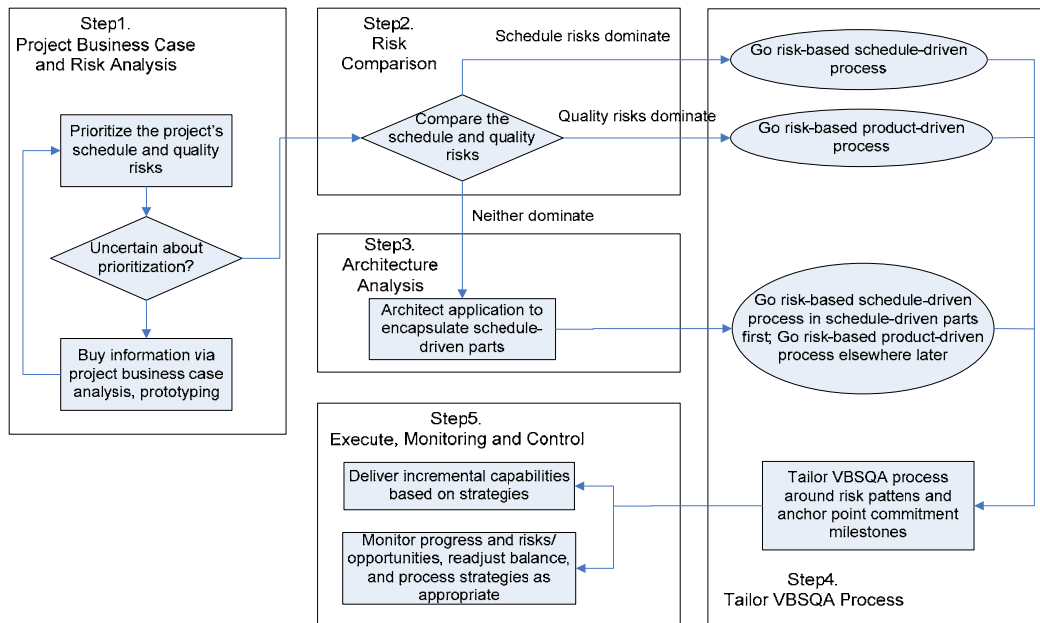 Step1.
Project Business Case
and Risk Analysis
Prioritize the project's
schedule and quality
risks
Uncertain about
prioritization?
Buy information via
project business case
analysis, prototyping
Step2.
Risk
Comparison
Compare the
schedule and quality
risks
Schedule risks dominate
Quality risks dominate
Neither dominate
Step3.
Architecture
Analysis
Architect application to
encapsulate schedule-
driven parts
Go risk-based schedule-driven
process
Go risk-based product-driven
process
Go risk-based schedule-driven
process in schedule-driven parts
first; Go risk-based product-driven
process elsewhere later
Tailor VBSQA process
around risk pattens and
anchor point commitment
milestones
Step4.
Tailor VBSQA Process
Step5.
Execute, Monitoring and Control
Deliver incremental capabilities
based on strategies
Monitor progress and risks/
opportunities, readjust balance,
and process strategies as
appropriate